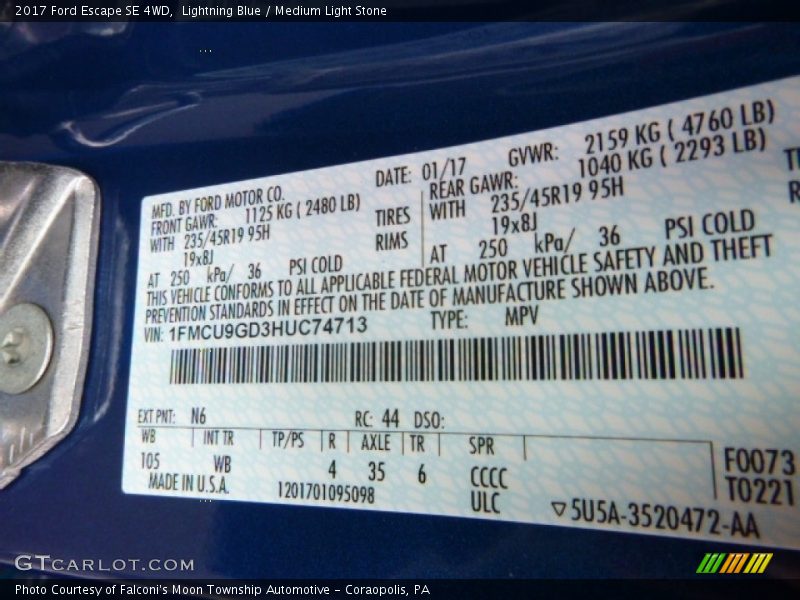 2017 Ford Escape SE 4WD, Lightning Blue / Medium Light Stone
MFD. BY FORD MOTOR CO. DATE: 01/17 GVWR: 2159 KG ( 4760 LB)
FRONT GAWR: 1125 KG ( 2480 LB) REAR GAWR: 1040 KG ( 2293 LB)
WITH 235/45R19 95H TIRES WITH 235/45R19 95H
19x8J RIMS 19x8J
AT 250 kPa/ 36 PSI COLD AT 250 kPa/ 36 PSI COLD
THIS VEHICLE CONFORMS TO ALL APPLICABLE FEDERAL MOTOR VEHICLE SAFETY AND THEFT
PREVENTION STANDARDS IN EFFECT ON THE DATE OF MANUFACTURE SHOWN ABOVE.
VIN: 1FMCU9GD3HUC74713 TYPE: MPV
EXT PNT: N6 RC: 44 DSO:
WB INT TR TP/PS R AXLE TR SPR
105 WB 4 35 6 CCCC
F0073
MADE IN U.S.A. 1201701095098 ULC
T0221
▽5U5A-3520472-AA
GTCARLOT.COM
Photo Courtesy of Falconi's Moon Township Automotive - Coraopolis, PA